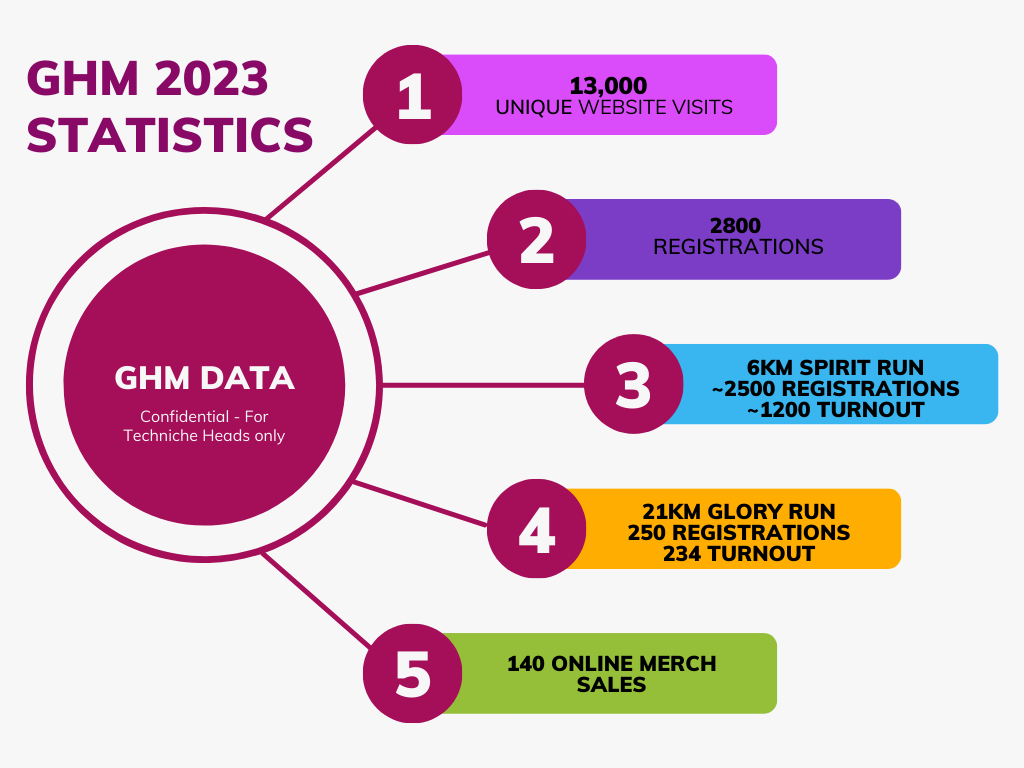 GHM 2023
STATISTICS
1
13,000
UNIQUE WEBSITE VISITS
2
2800
REGISTRATIONS
GHM DATA
Confidential - For
Techniche Heads only
3
6KM SPIRIT RUN
~2500 REGISTRATIONS
~1200 TURNOUT
4
21KM GLORY RUN
250 REGISTRATIONS
234 TURNOUT
5
140 ONLINE MERCH
SALES